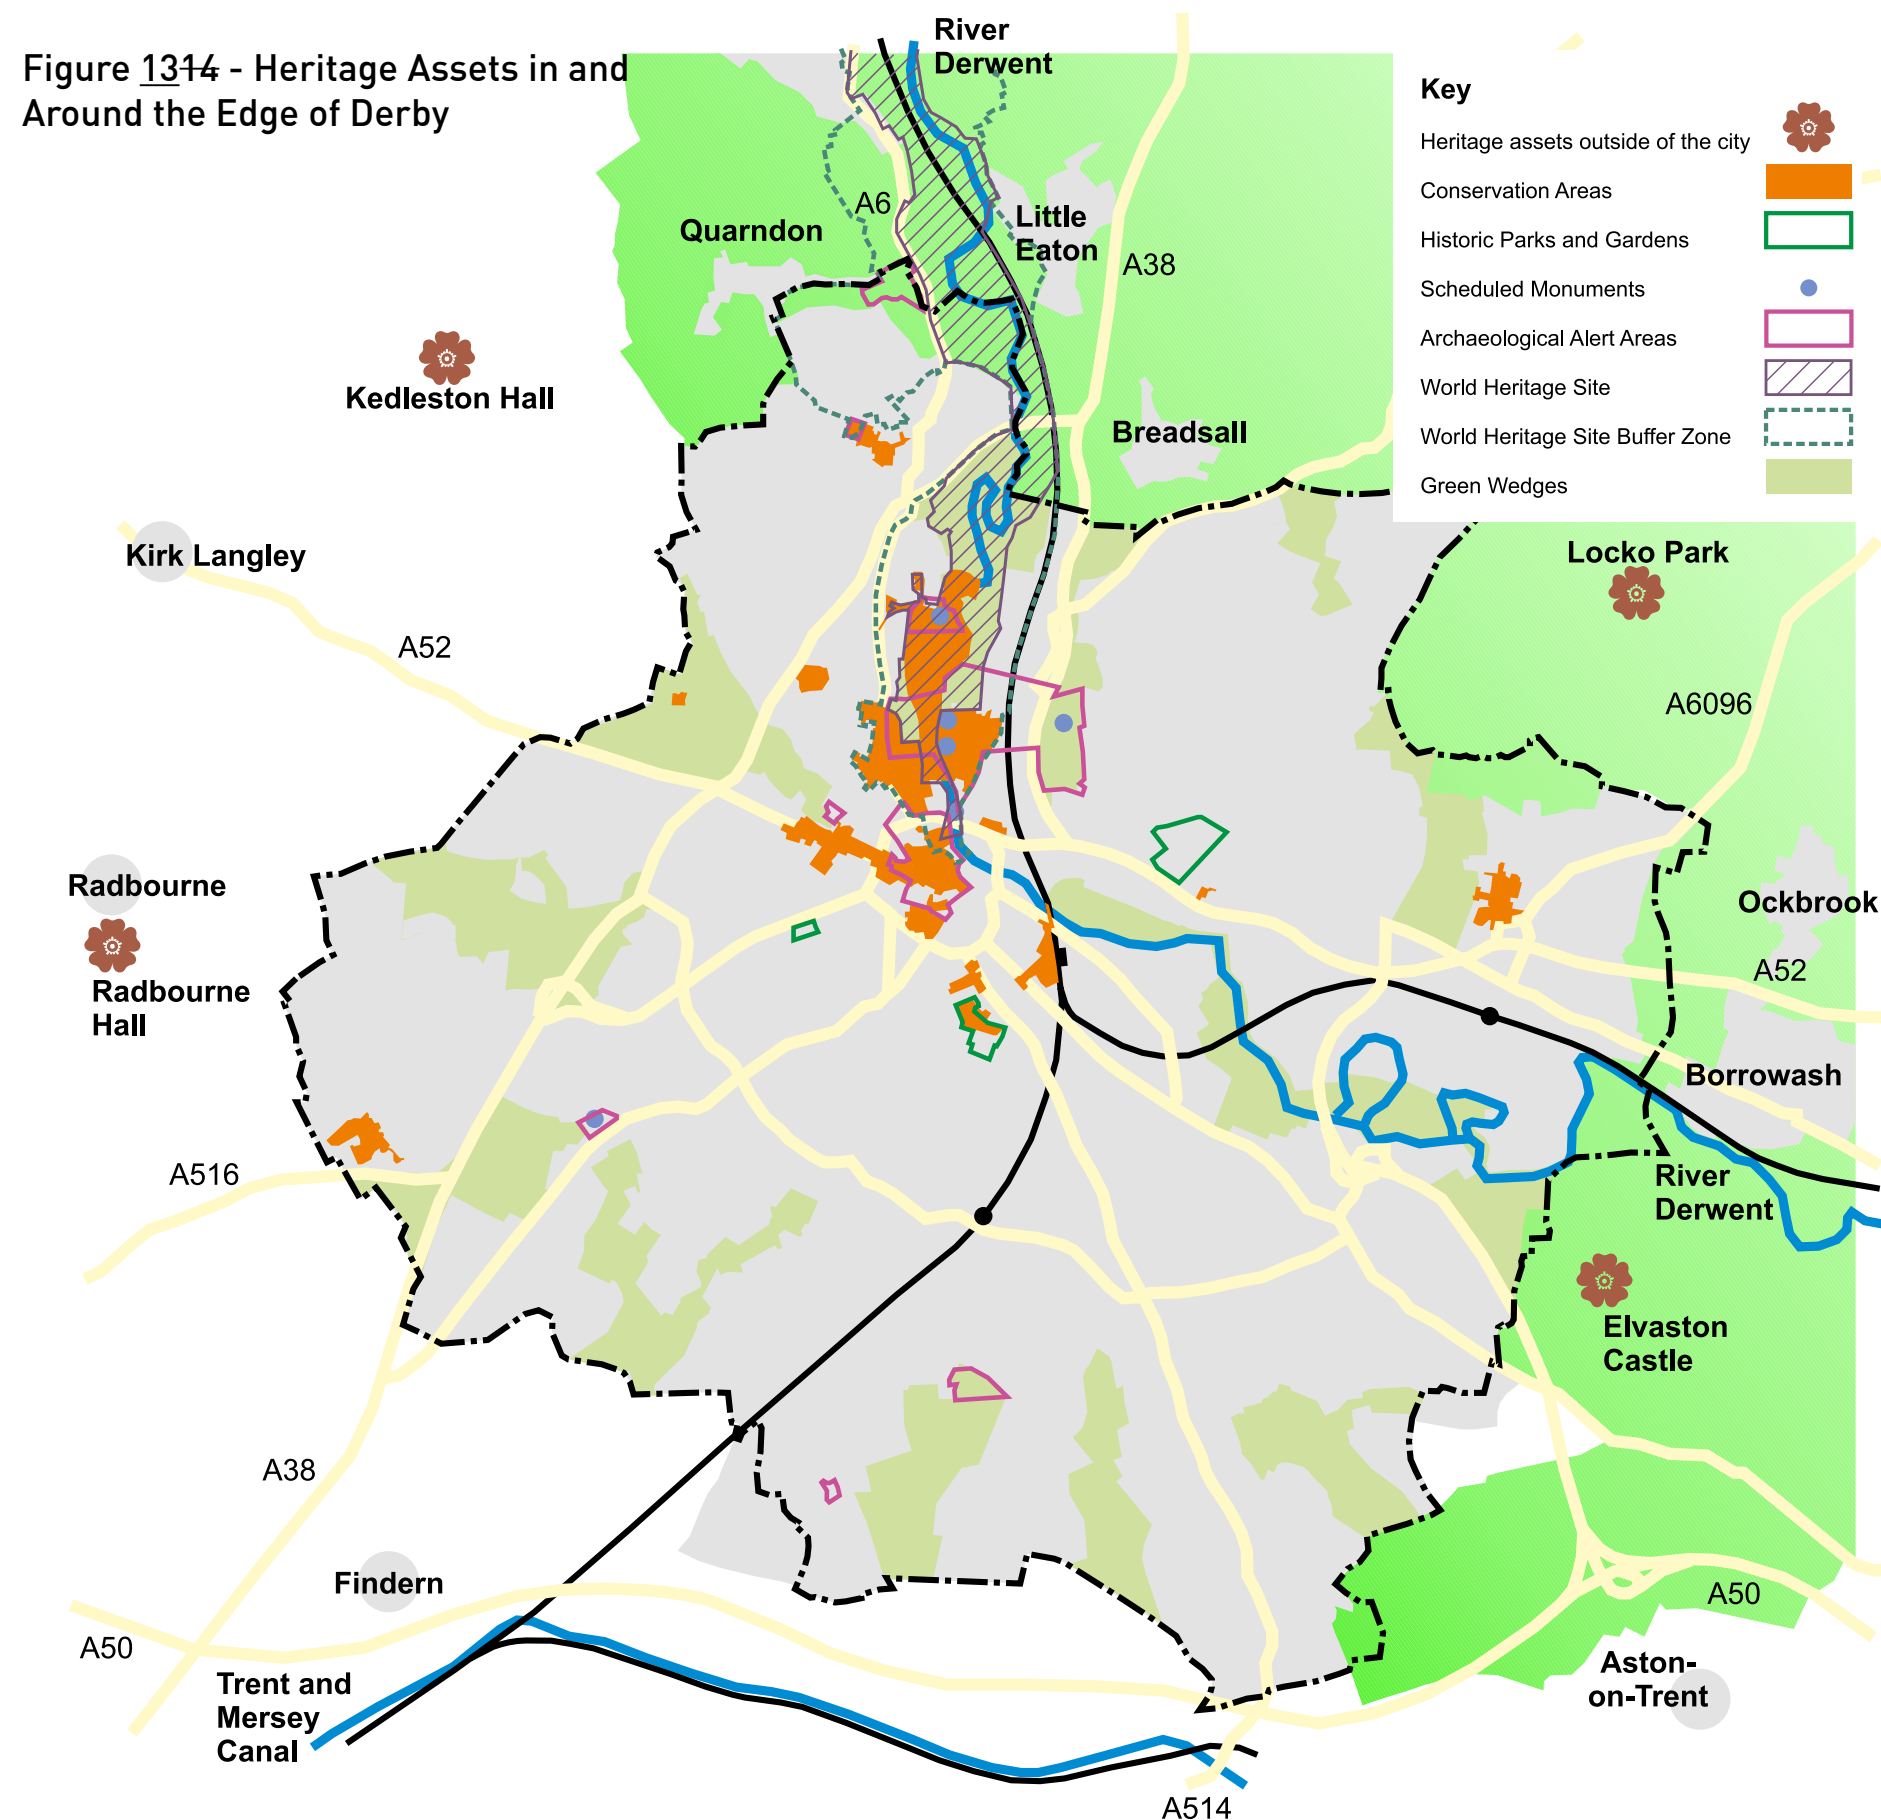 Figure 1314 - Heritage Assets in and
Around the Edge of Derby
River
Derwent
Key
Heritage assets outside of the city
Conservation Areas
Historic Parks and Gardens
Scheduled Monuments
Archaeological Alert Areas
World Heritage Site
World Heritage Site Buffer Zone
Green Wedges
A6
Quarndon
Little
Eaton
A38
Kedleston Hall
Breadsall
Kirk Langley
Locko Park
A52
A6096
Radbourne
Ockbrook
Radbourne
Hall
A52
Borrowash
A516
River
Derwent
Elvaston
Castle
A38
Findern
A50
A50
Trent and
Mersey
Canal
Aston-
on-Trent
A514